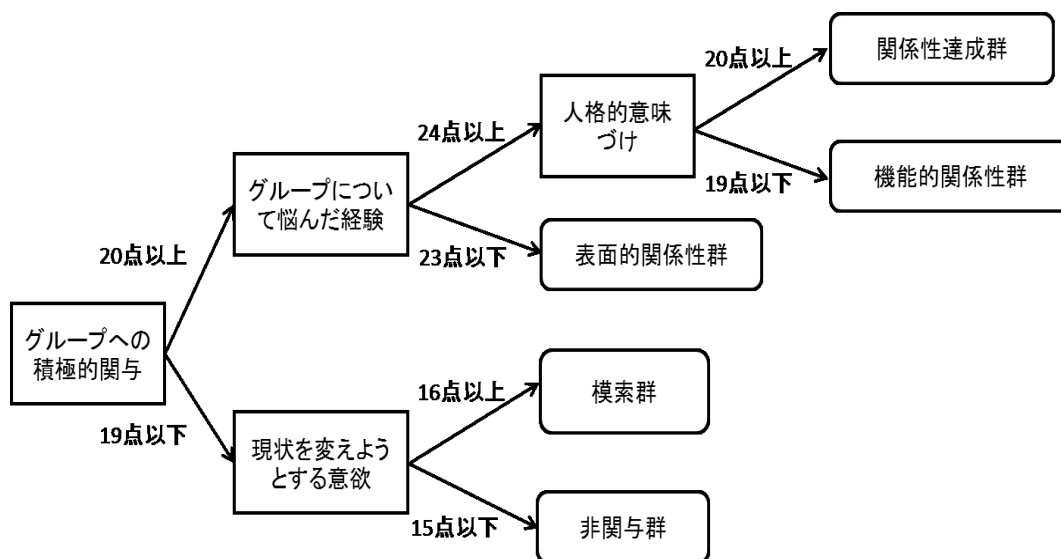 20点以上
関係性達成群
人格的意味
づけ
24点以上
19点以下
機能的関係性群
グループについ
て悩んだ経験
20点以上
23点以下
表面的関係性群
グループへの
積極的関与
16点以上
模索群
19点以下
現状を変えよう
とする意欲
15点以下
非関与群